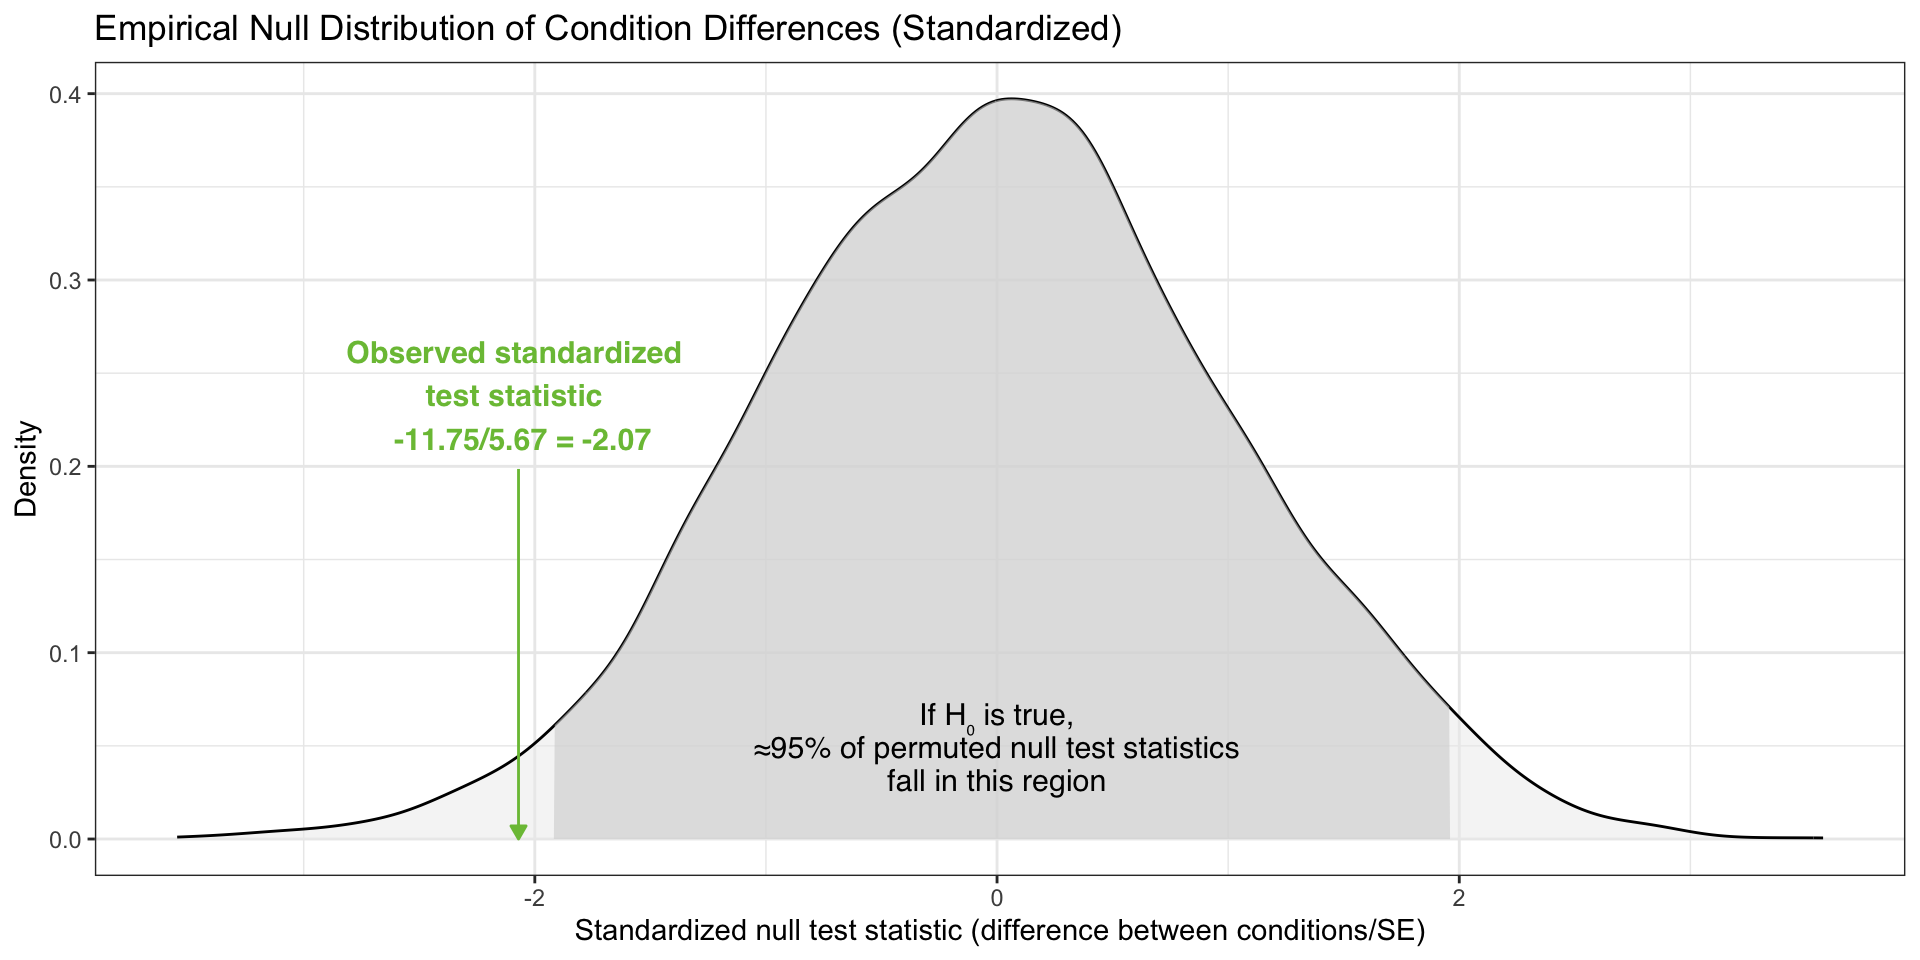 Empirical Null Distribution of Condition Differences (Standardized)
Density
0.4
0.3
0.2
0.1
0.0
Observed standardized
test statistic
-11.75/5.67 = -2.07
If H₀ is true,
≈95% of permuted null test statistics
fall in this region
-2
0
2
Standardized null test statistic (difference between conditions/SE)